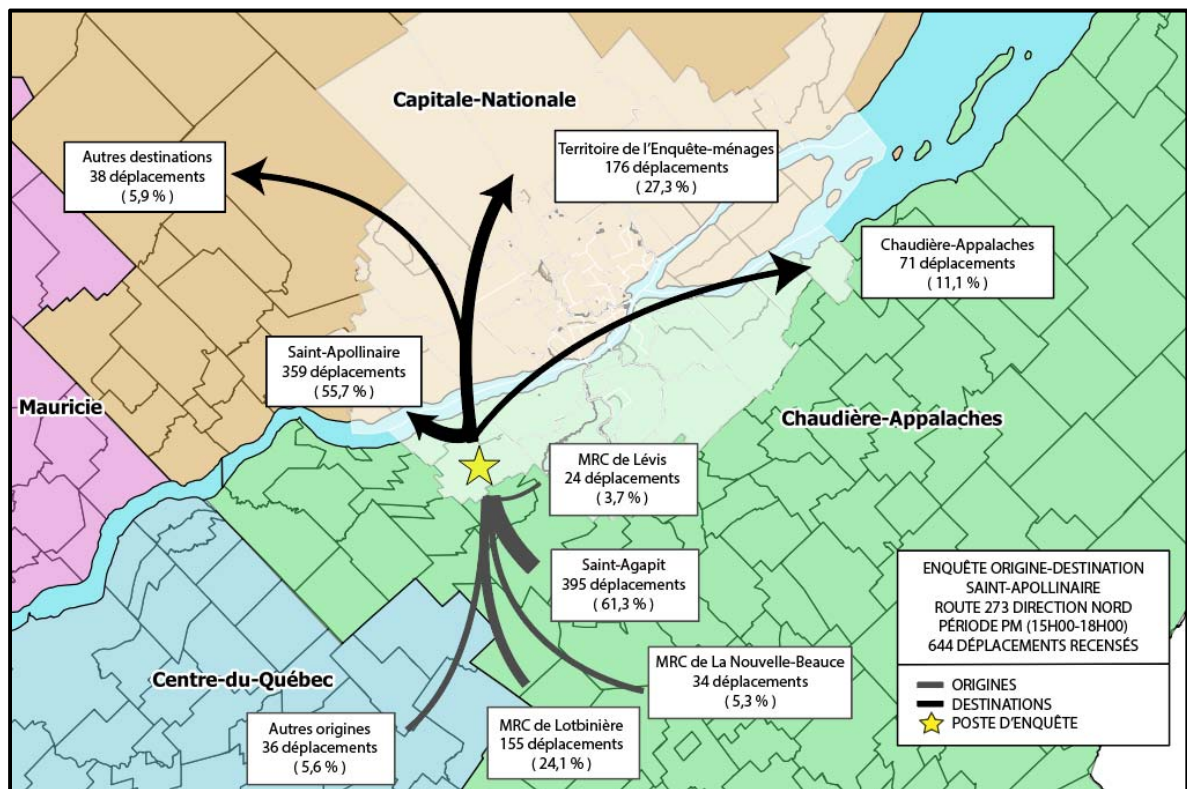 Capitale-Nationale
Autres destinations
38 déplacements
( 5,9 % )
Territoire de l'Enquête-ménages
176 déplacements
( 27,3 % )
Chaudière-Appalaches
71 déplacements
( 11,1 % )
Saint-Apollinaire
359 déplacements
( 55,7 % )
Mauricie
Chaudière-Appalaches
MRC de Lévis
24 déplacements
( 3,7 % )
Saint-Agapit
395 déplacements
( 61,3 % )
ENQUÊTE ORIGINE-DESTINATION
SAINT-APOLLINAIRE
ROUTE 273 DIRECTION NORD
PÉRIODE PM (15H00-18H00)
644 DÉPLACEMENTS RECENSÉS
ORIGINES
DESTINATIONS
POSTE D'ENQUÊTE
Centre-du-Québec
MRC de La Nouvelle-Beauce
34 déplacements
( 5,3 % )
Autres origines
36 déplacements
( 5,6 % )
MRC de Lotbinière
155 déplacements
( 24,1 % )